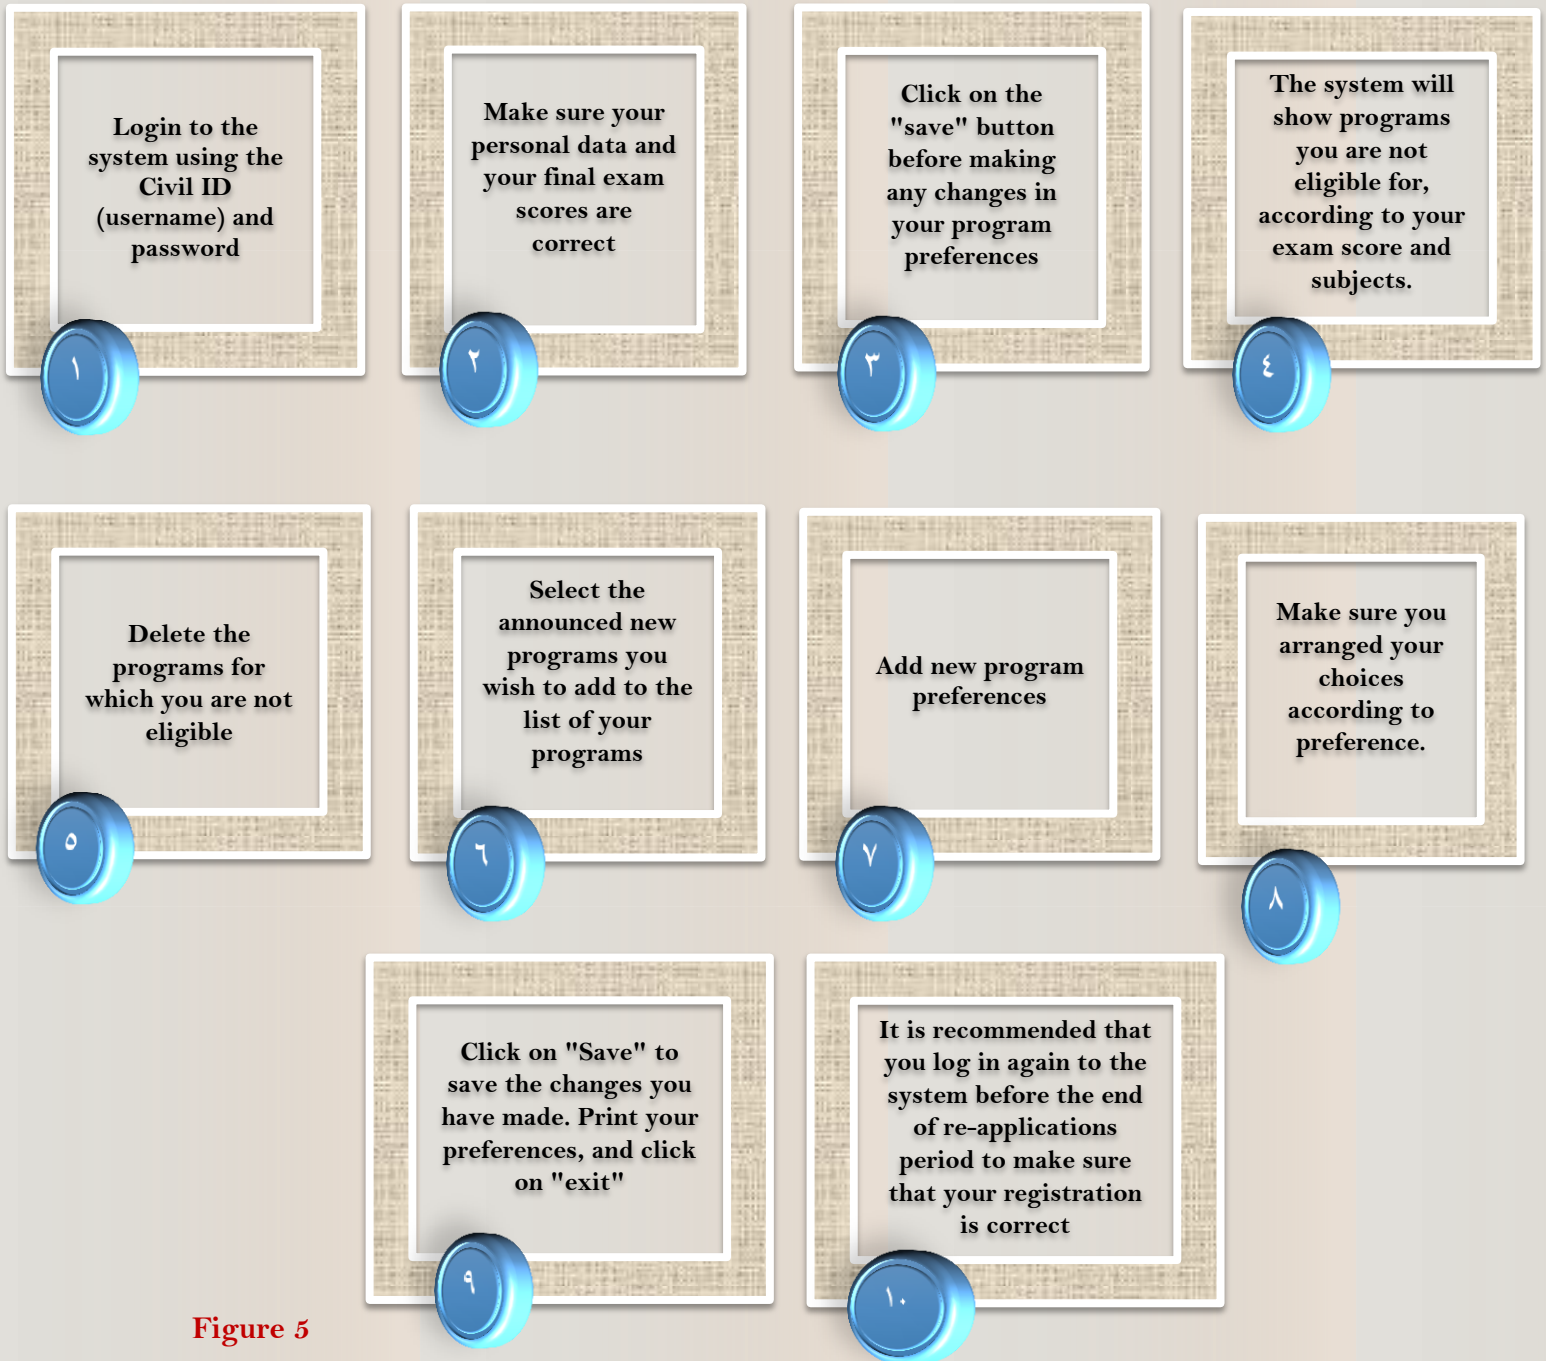 Login to the
system using the
Civil ID
(username) and
password
١
Make sure your
personal data and
your final exam
scores are
correct
٢
Click on the
"save" button
before making
any changes in
your program
preferences
٣
The system will
show programs
you are not
eligible for,
according to your
exam score and
subjects.
٤
Delete the
programs for
which you are not
eligible
٥
Select the
announced new
programs you
wish to add to the
list of your
programs
٦
Add new program
preferences
٧
Make sure you
arranged your
choices
according to
preference.
٨
Click on "Save" to
save the changes you
have made. Print your
preferences, and click
on "exit"
٩
It is recommended that
you log in again to the
system before the end
of re-applications
period to make sure
that your registration
is correct
١٠
Figure 5